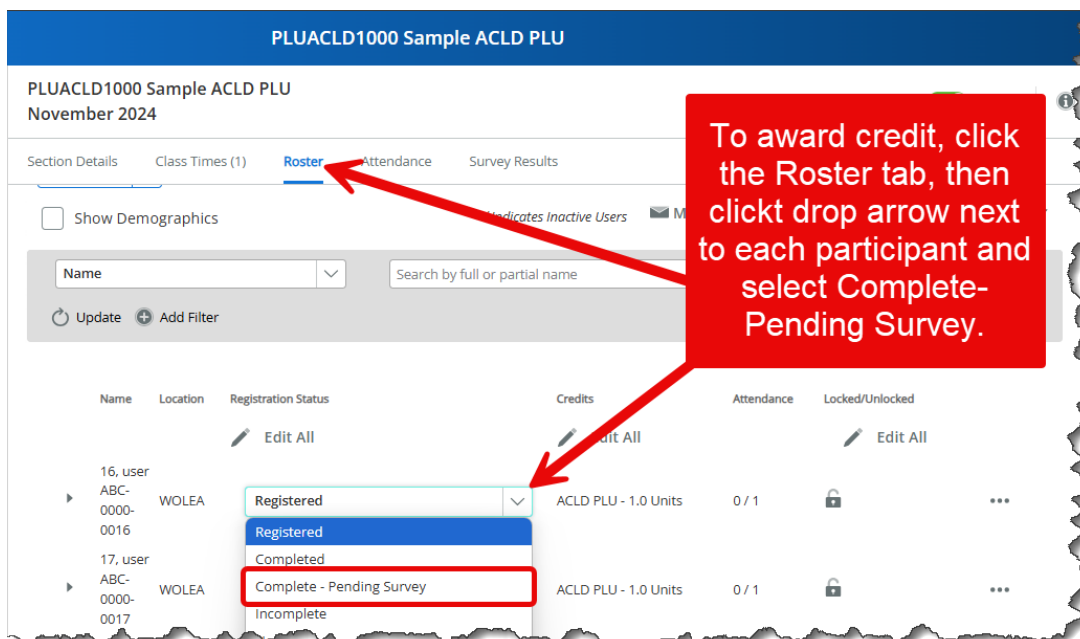 PLUACLD1000 Sample ACLD PLU
PLUACLD1000 Sample ACLD PLU
November 2024
Section Details Class Times (1) Roster Attendance Survey Results
To award credit, click
the Roster tab, then
clickt drop arrow next
to each participant and
select Complete-
Pending Survey.
Show Demographics
Indicates Inactive Users
Name
Search by full or partial name
Update Add Filter
Name Location Registration Status Credits Attendance Locked/Unlocked
Edit All Edit All Edit All
16, user
ABC-
0000-
0016
WOLEA Registered ACLD PLU - 1.0 Units 0 / 1
Registered
Completed
Complete - Pending Survey
Incomplete
17, user
ABC-
0000-
0017
WOLEA ACLD PLU - 1.0 Units 0 / 1